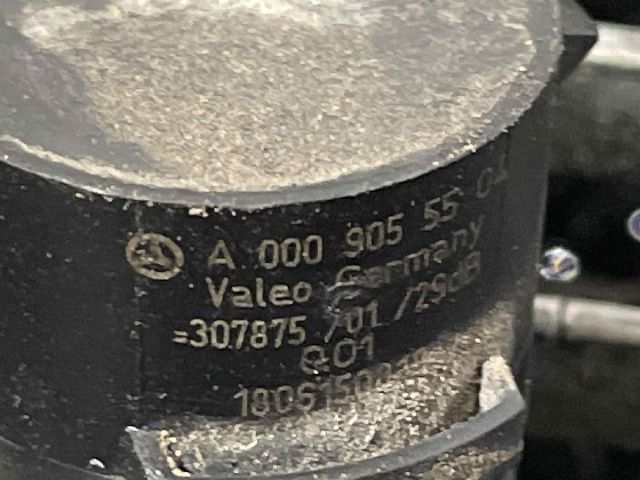 A 000 905 55 04
Valeo Germany
=307875 /01 /29dB
Q01